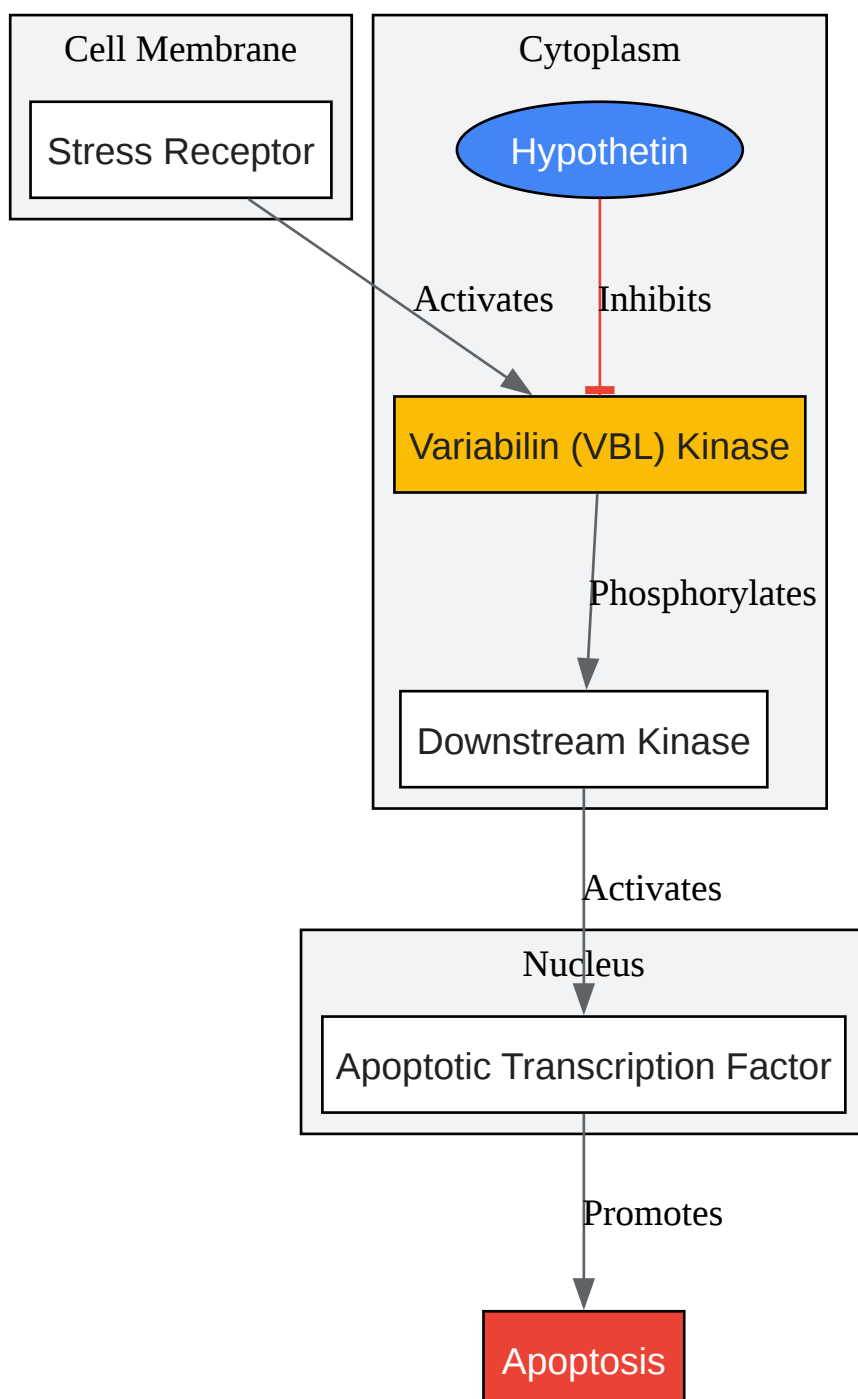 Cell Membrane
Cytoplasm
Stress Receptor
Hypothetin
Activates
Inhibits
Variabilin (VBL) Kinase
Phosphorylates
Downstream Kinase
Activates
Nucleus
Apoptotic Transcription Factor
Promotes
Apoptosis